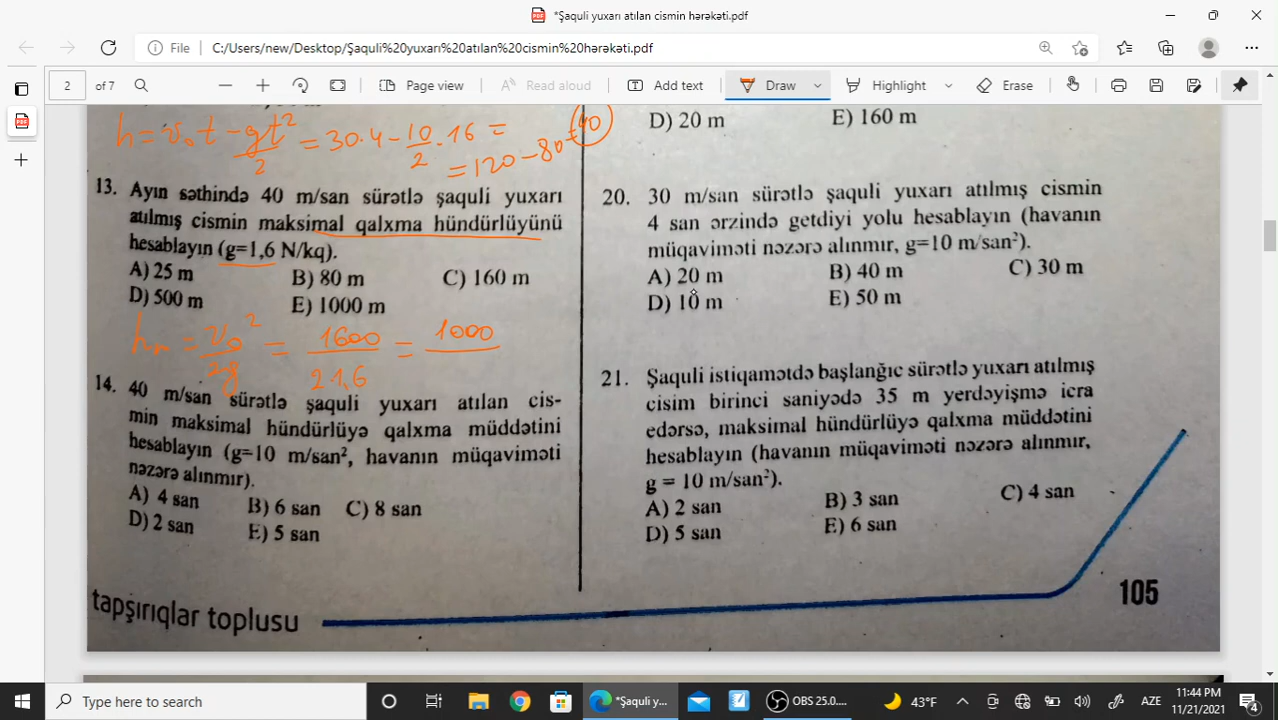 *Şaquli yuxarı atılan cismin hərəkəti.pdf
File
C:/Users/new/Desktop/Şaquli%20yuxarı%20atılan%20cismin%20hərəkəti.pdf
2 of 7
Page view
Read aloud
Add text
Draw
Highlight
Erase
h = v₀t - gt²/2 = 30.4 - 10/2 . 16 =
= 120 - 80 = 40
13. Ayın səthində 40 m/san sürətlə şaquli yuxarı
atılmış cismin maksimal qalxma hündürlüyünü
hesablayın (g=1,6 N/kq).
A) 25 m B) 80 m C) 160 m
D) 500 m E) 1000 m
hₘ = v₀²/2g = 1600/2 1,6 = 1000
14. 40 m/san sürətlə şaquli yuxarı atılan cis-
min maksimal hündürlüyə qalxma müddətini
hesablayın (g=10 m/san², havanın müqaviməti
nəzərə alınmır).
A) 4 san B) 6 san C) 8 san
D) 2 san E) 5 san
tapşırıqlar toplusu
D) 20 m E) 160 m
20. 30 m/san sürətlə şaquli yuxarı atılmış cismin
4 san ərzində getdiyi yolu hesablayın (havanın
müqaviməti nəzərə alınmır, g=10 m/san²).
A) 20 m B) 40 m C) 30 m
D) 10 m E) 50 m
21. Şaquli istiqamətdə başlanğıc sürətlə yuxarı atılmış
cisim birinci saniyədə 35 m yerdəyişmə icra
edərsə, maksimal hündürlüyə qalxma müddətini
hesablayın (havanın müqaviməti nəzərə alınmır,
g = 10 m/san²).
A) 2 san B) 3 san C) 4 san
D) 5 san E) 6 san
105
Type here to search
*Şaquli y...
OBS 25.0....
43°F
AZE
11:44 PM
11/21/2021
4